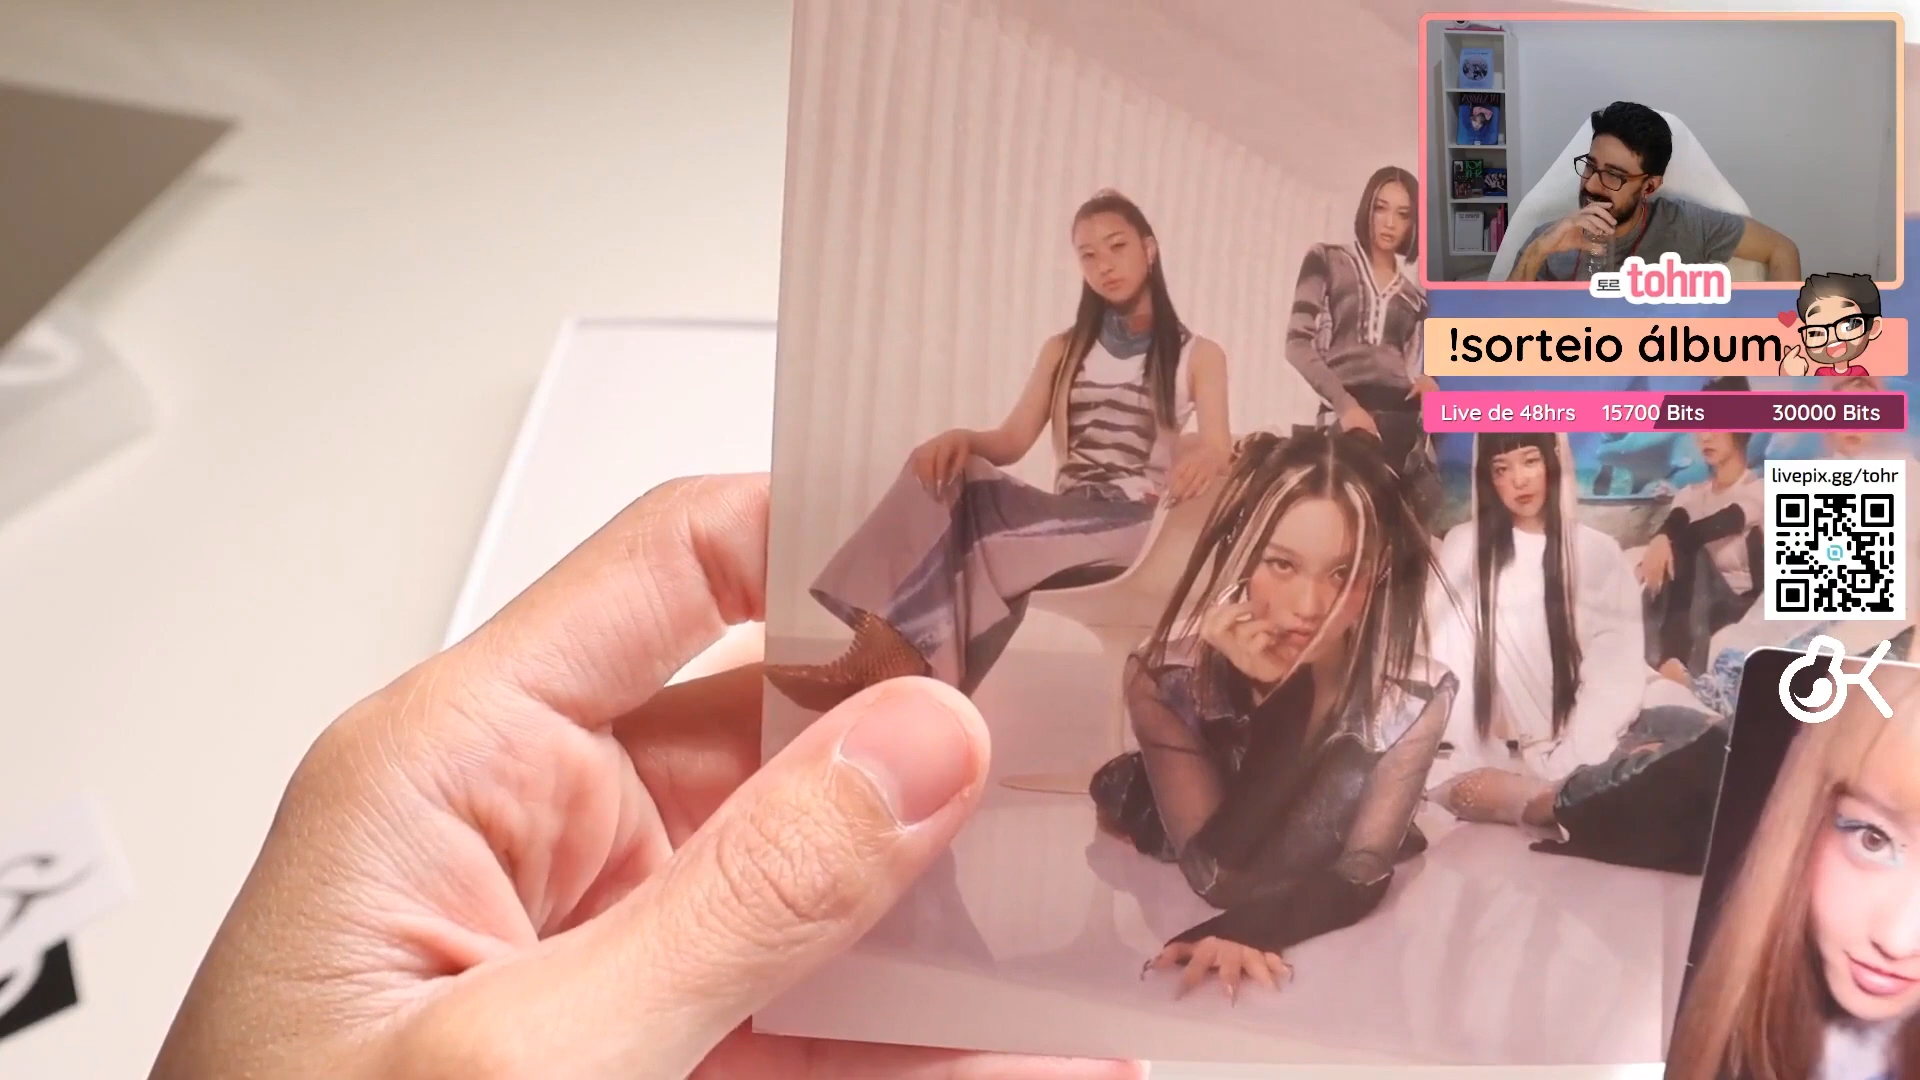 토르 tohrn
!sorteio álbum
Live de 48hrs 15700 Bits 30000 Bits
livepix.gg/tohr